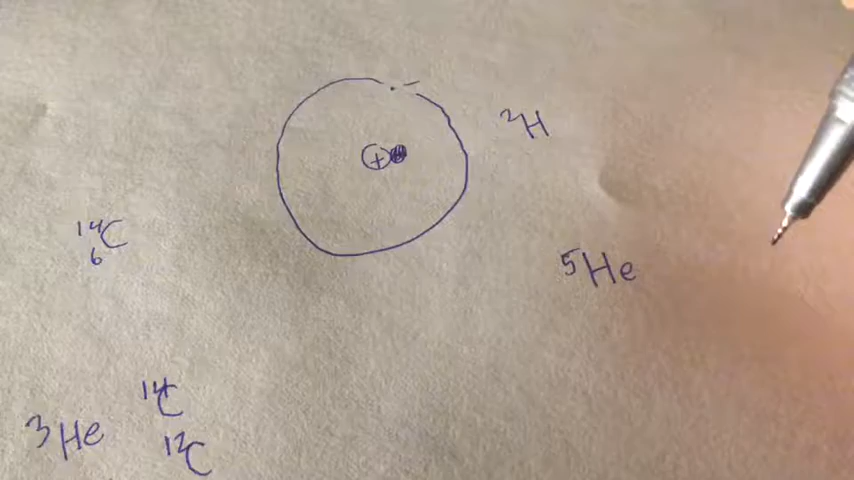 +
²H
¹⁴₆C
⁵He
¹⁴C
³He
¹²C